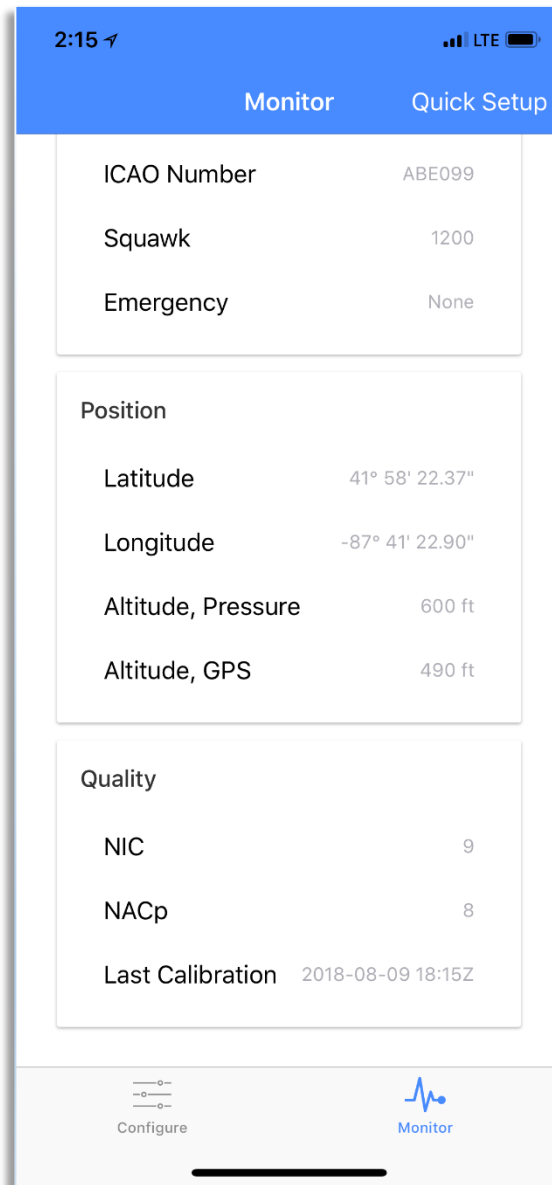 2:15 LTE
Monitor Quick Setup
ICAO Number ABE099
Squawk 1200
Emergency None
Position
Latitude 41° 58' 22.37"
Longitude -87° 41' 22.90"
Altitude, Pressure 600 ft
Altitude, GPS 490 ft
Quality
NIC 9
NACp 8
Last Calibration 2018-08-09 18:15Z
Configure Monitor